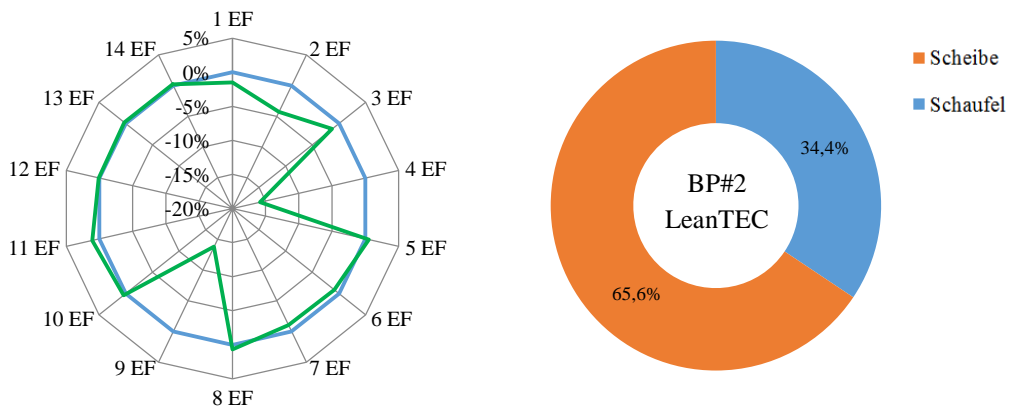 1 EF
2 EF
3 EF
4 EF
5 EF
6 EF
7 EF
8 EF
9 EF
10 EF
11 EF
12 EF
13 EF
14 EF
5%
0%
-5%
-10%
-15%
-20%
34,4%
65,6%
BP#2
LeanTEC
Scheibe
Schaufel